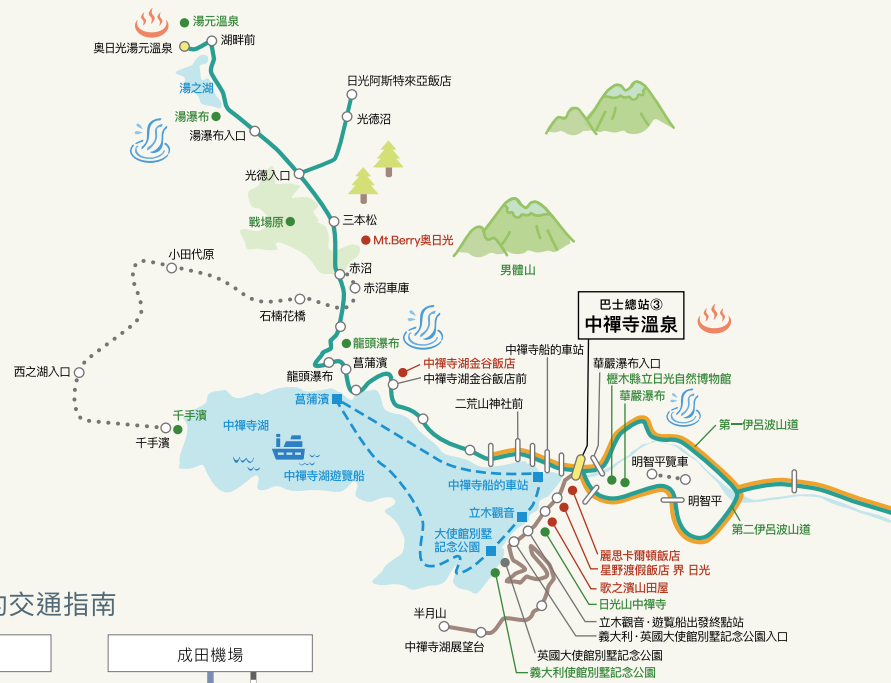 湯元溫泉
奧日光湯元溫泉
湖畔前
湯之湖
日光阿斯特來亞飯店
湯瀑布
光德沼
湯瀑布入口
光德入口
戰場原
三本松
Mt.Berry奧日光
男體山
小田代原
赤沼
赤沼車庫
石楠花橋
巴士總站③
中禪寺溫泉
龍頭瀑布
中禪寺船的車站
菖蒲濱
中禪寺湖金谷飯店
華嚴瀑布入口
西之湖入口
龍頭瀑布
中禪寺湖金谷飯店前
櫪木縣立日光自然博物館
華嚴瀑布
菖蒲濱
二荒山神社前
千手濱
中禪寺湖
第一伊呂波山道
千手濱
明智平覽車
中禪寺湖遊覽船
中禪寺船的車站
明智平
立木觀音
第二伊呂波山道
大使館別墅
記念公園
麗思卡爾頓飯店
星野渡假飯店 界 日光
歌之濱山田屋
的交通指南
日光山中禪寺
半月山
立木觀音·遊覽船出發終點站
義大利·英國大使館別墅記念公園入口
中禪寺湖展望台
成田機場
英國大使館別墅記念公園
義大利使館別墅記念公園